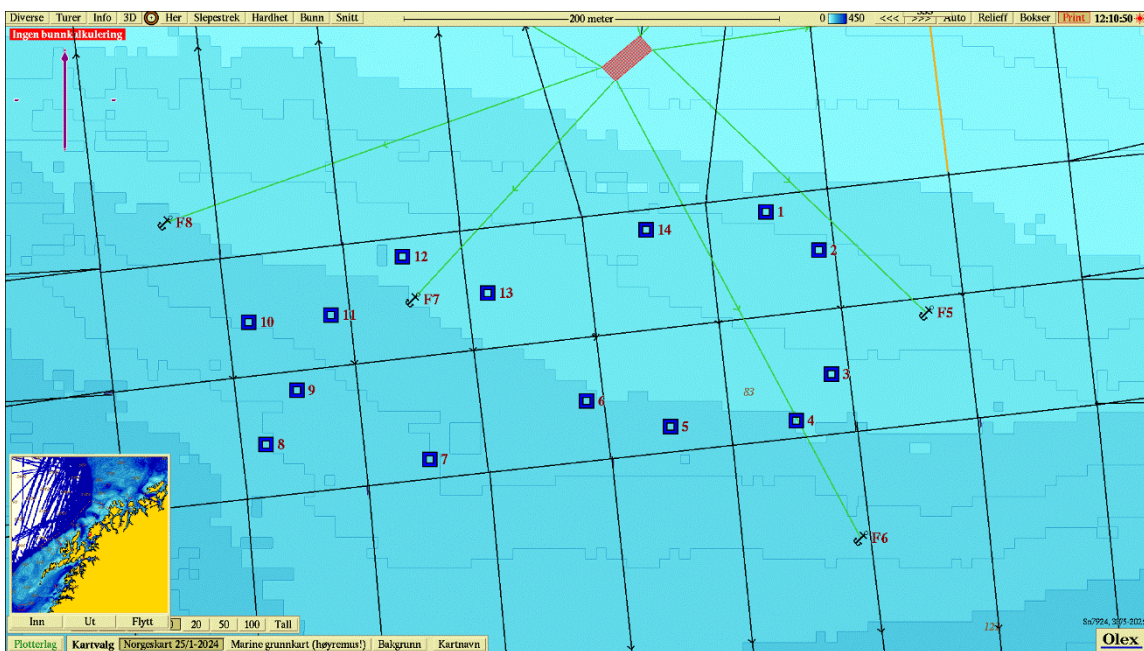 Diverse Turer Info 3D Her Slepestrek Hardhet Bunn Snitt 200 meter 0 450 <<< >>> Auto Relieff Bokser Print 12:10:50
Ingen bunnkalkulering
1
14
F8
2
12
13
F7
F5
11
10
3
9
83
6
4
5
8
7
F6
Inn Ut Flytt 20 50 100 Tall
12
Olex
Plotterlag Kartvalg Norgeskart 25/1-2024 Marine grunnkart (høyremus!) Bakgrunn Kartnavn